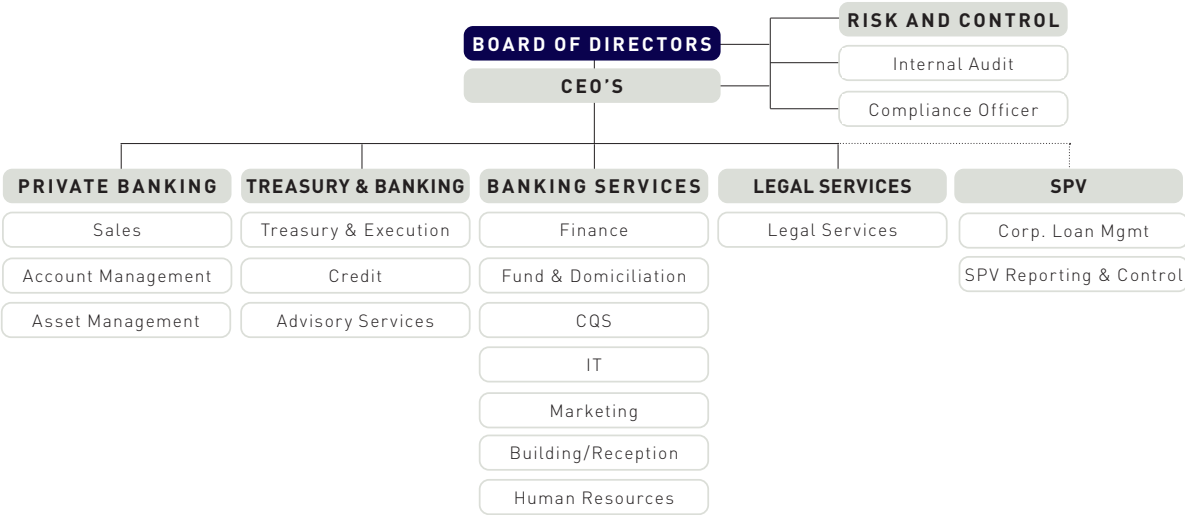 RISK AND CONTROL
BOARD OF DIRECTORS
Internal Audit
CEO'S
Compliance Officer
PRIVATE BANKING
Sales
Account Management
Asset Management
TREASURY & BANKING
Treasury & Execution
Credit
Advisory Services
BANKING SERVICES
Finance
Fund & Domiciliation
CQS
IT
Marketing
Building/Reception
Human Resources
LEGAL SERVICES
Legal Services
SPV
Corp. Loan Mgmt
SPV Reporting & Control